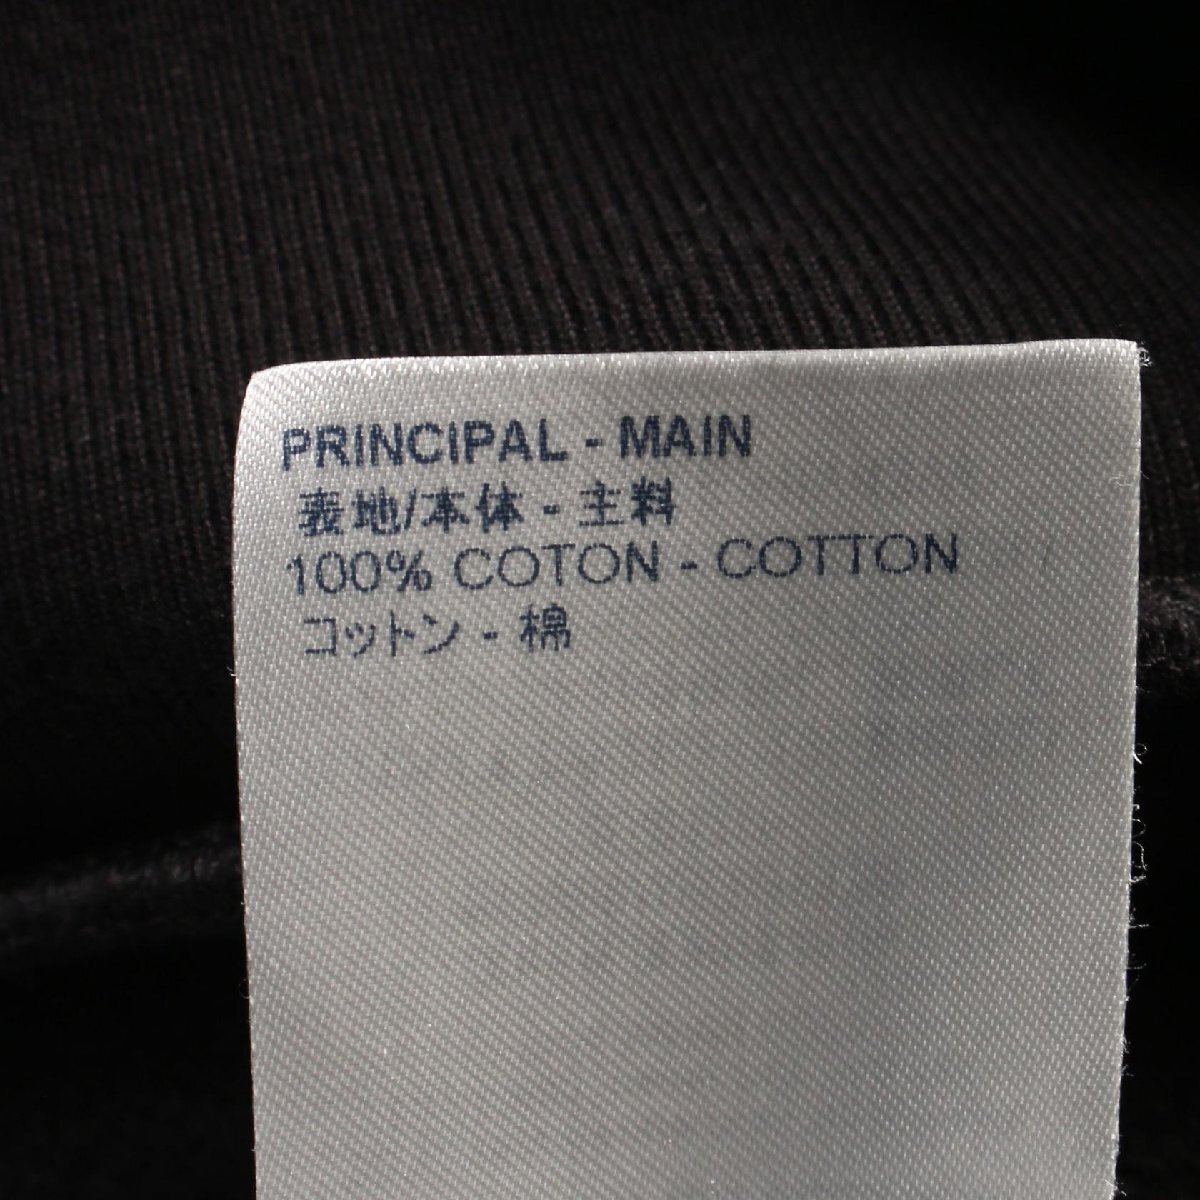 PRINCIPAL - MAIN
表地/本体 - 主料
100% COTON - COTTON
コットン - 棉